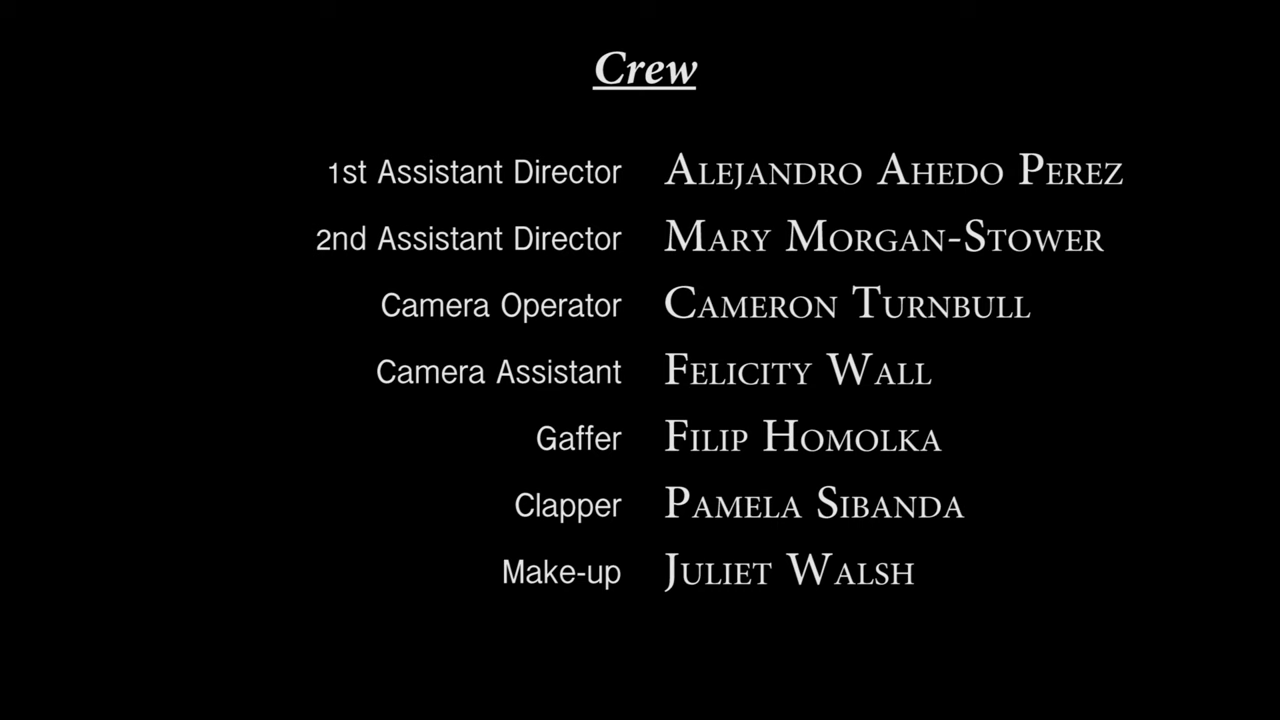 Crew
1st Assistant Director Alejandro Ahedo Perez
2nd Assistant Director Mary Morgan-Stower
Camera Operator Cameron Turnbull
Camera Assistant Felicity Wall
Gaffer Filip Homolka
Clapper Pamela Sibanda
Make-up Juliet Walsh